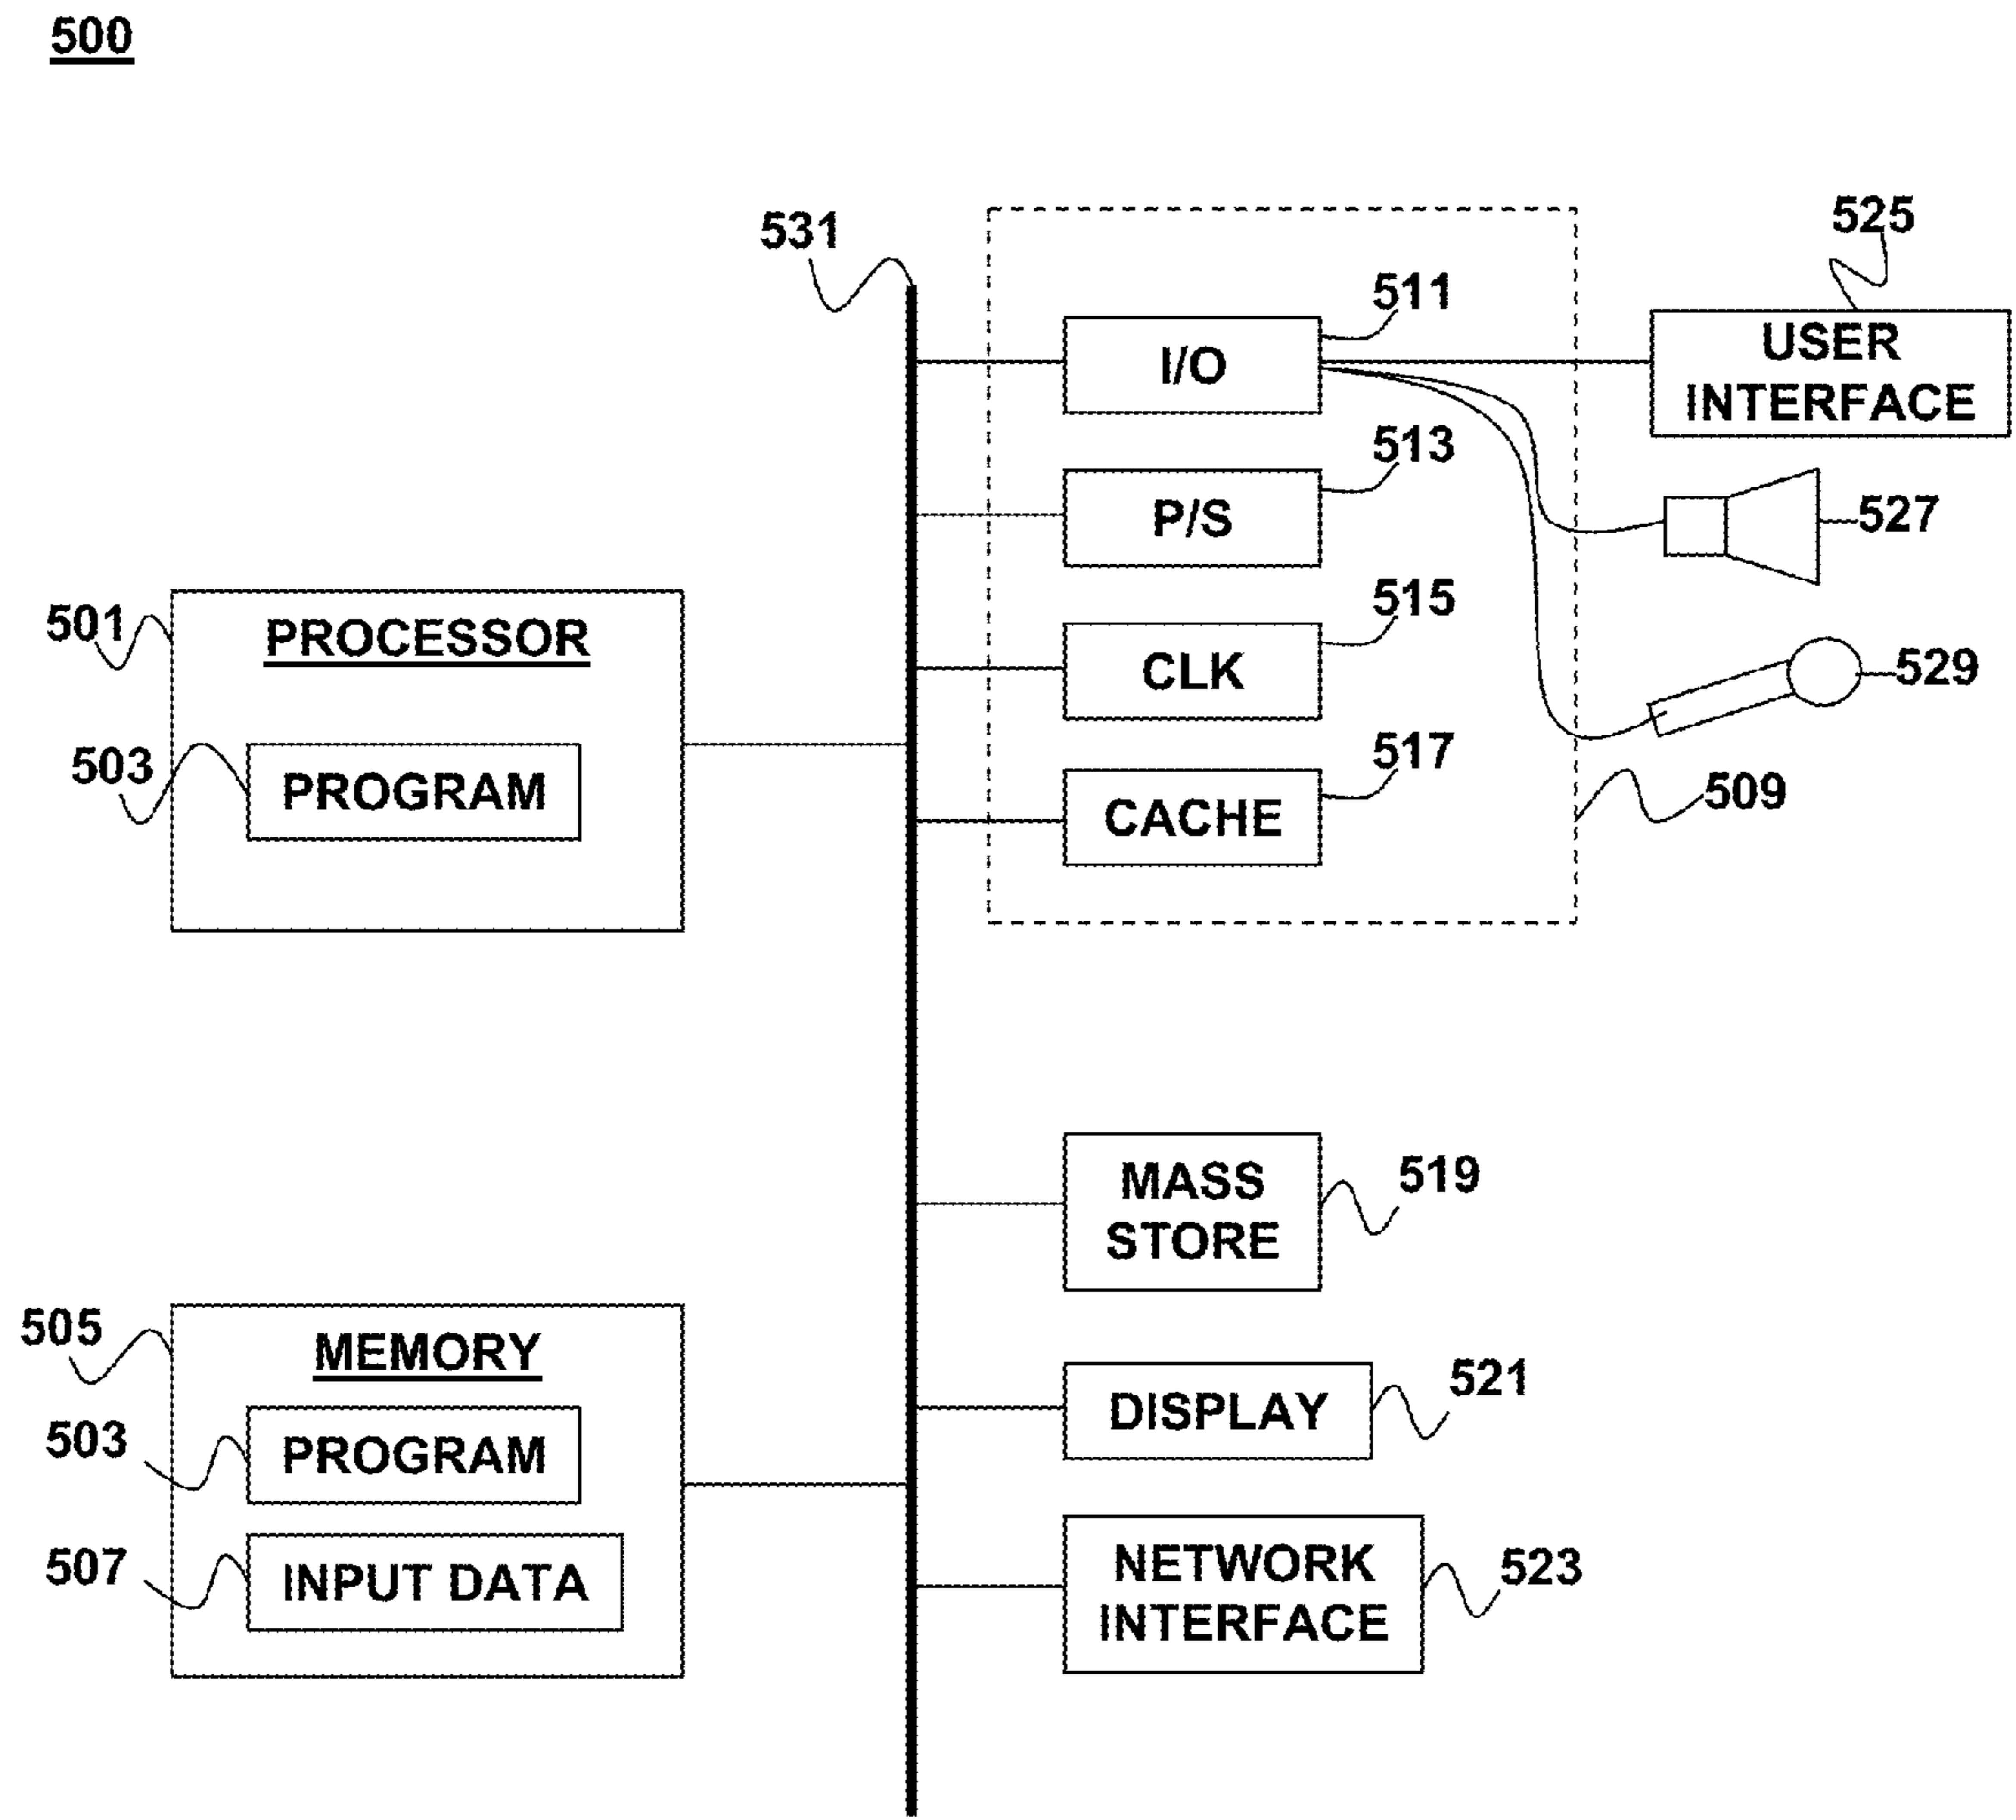 500
531
525
511
I/O
USER
INTERFACE
513
P/S
527
501
PROCESSOR
515
CLK
529
503
PROGRAM
517
CACHE
509
MASS
STORE
519
505
MEMORY
521
DISPLAY
503
PROGRAM
507
INPUT DATA
NETWORK
INTERFACE
523